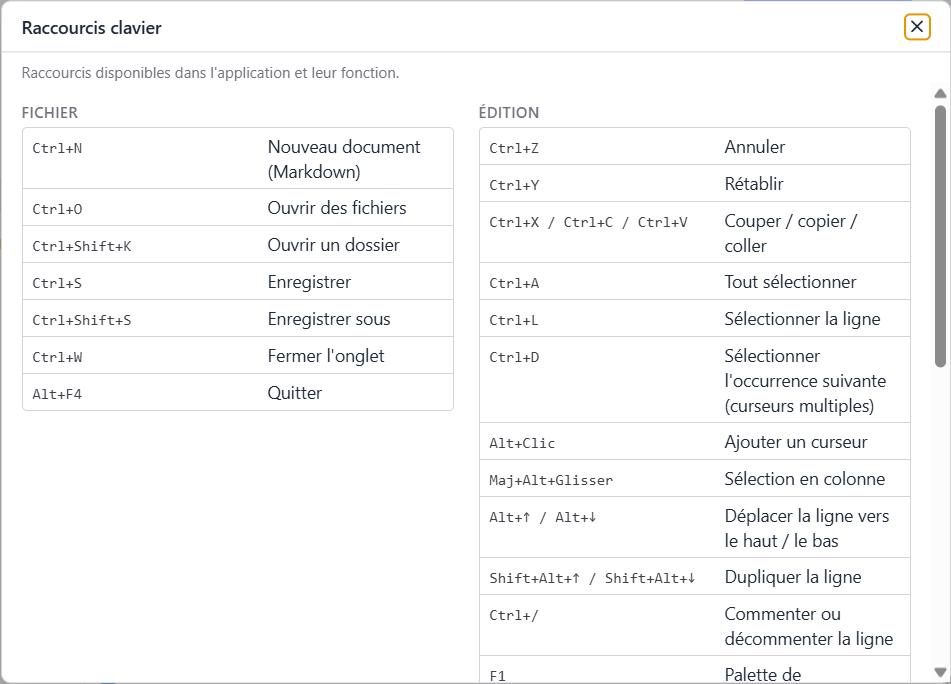 Raccourcis clavier
Raccourcis disponibles dans l'application et leur fonction.
FICHIER
Ctrl+N Nouveau document
(Markdown)
Ctrl+O Ouvrir des fichiers
Ctrl+Shift+K Ouvrir un dossier
Ctrl+S Enregistrer
Ctrl+Shift+S Enregistrer sous
Ctrl+W Fermer l'onglet
Alt+F4 Quitter
ÉDITION
Ctrl+Z Annuler
Ctrl+Y Rétablir
Ctrl+X / Ctrl+C / Ctrl+V Couper / copier /
coller
Ctrl+A Tout sélectionner
Ctrl+L Sélectionner la ligne
Ctrl+D Sélectionner
l'occurrence suivante
(curseurs multiples)
Alt+Clic Ajouter un curseur
Maj+Alt+Glisser Sélection en colonne
Alt+↑ / Alt+↓ Déplacer la ligne vers
le haut / le bas
Shift+Alt+↑ / Shift+Alt+↓ Dupliquer la ligne
Ctrl+/ Commenter ou
décommenter la ligne
F1 Palette de